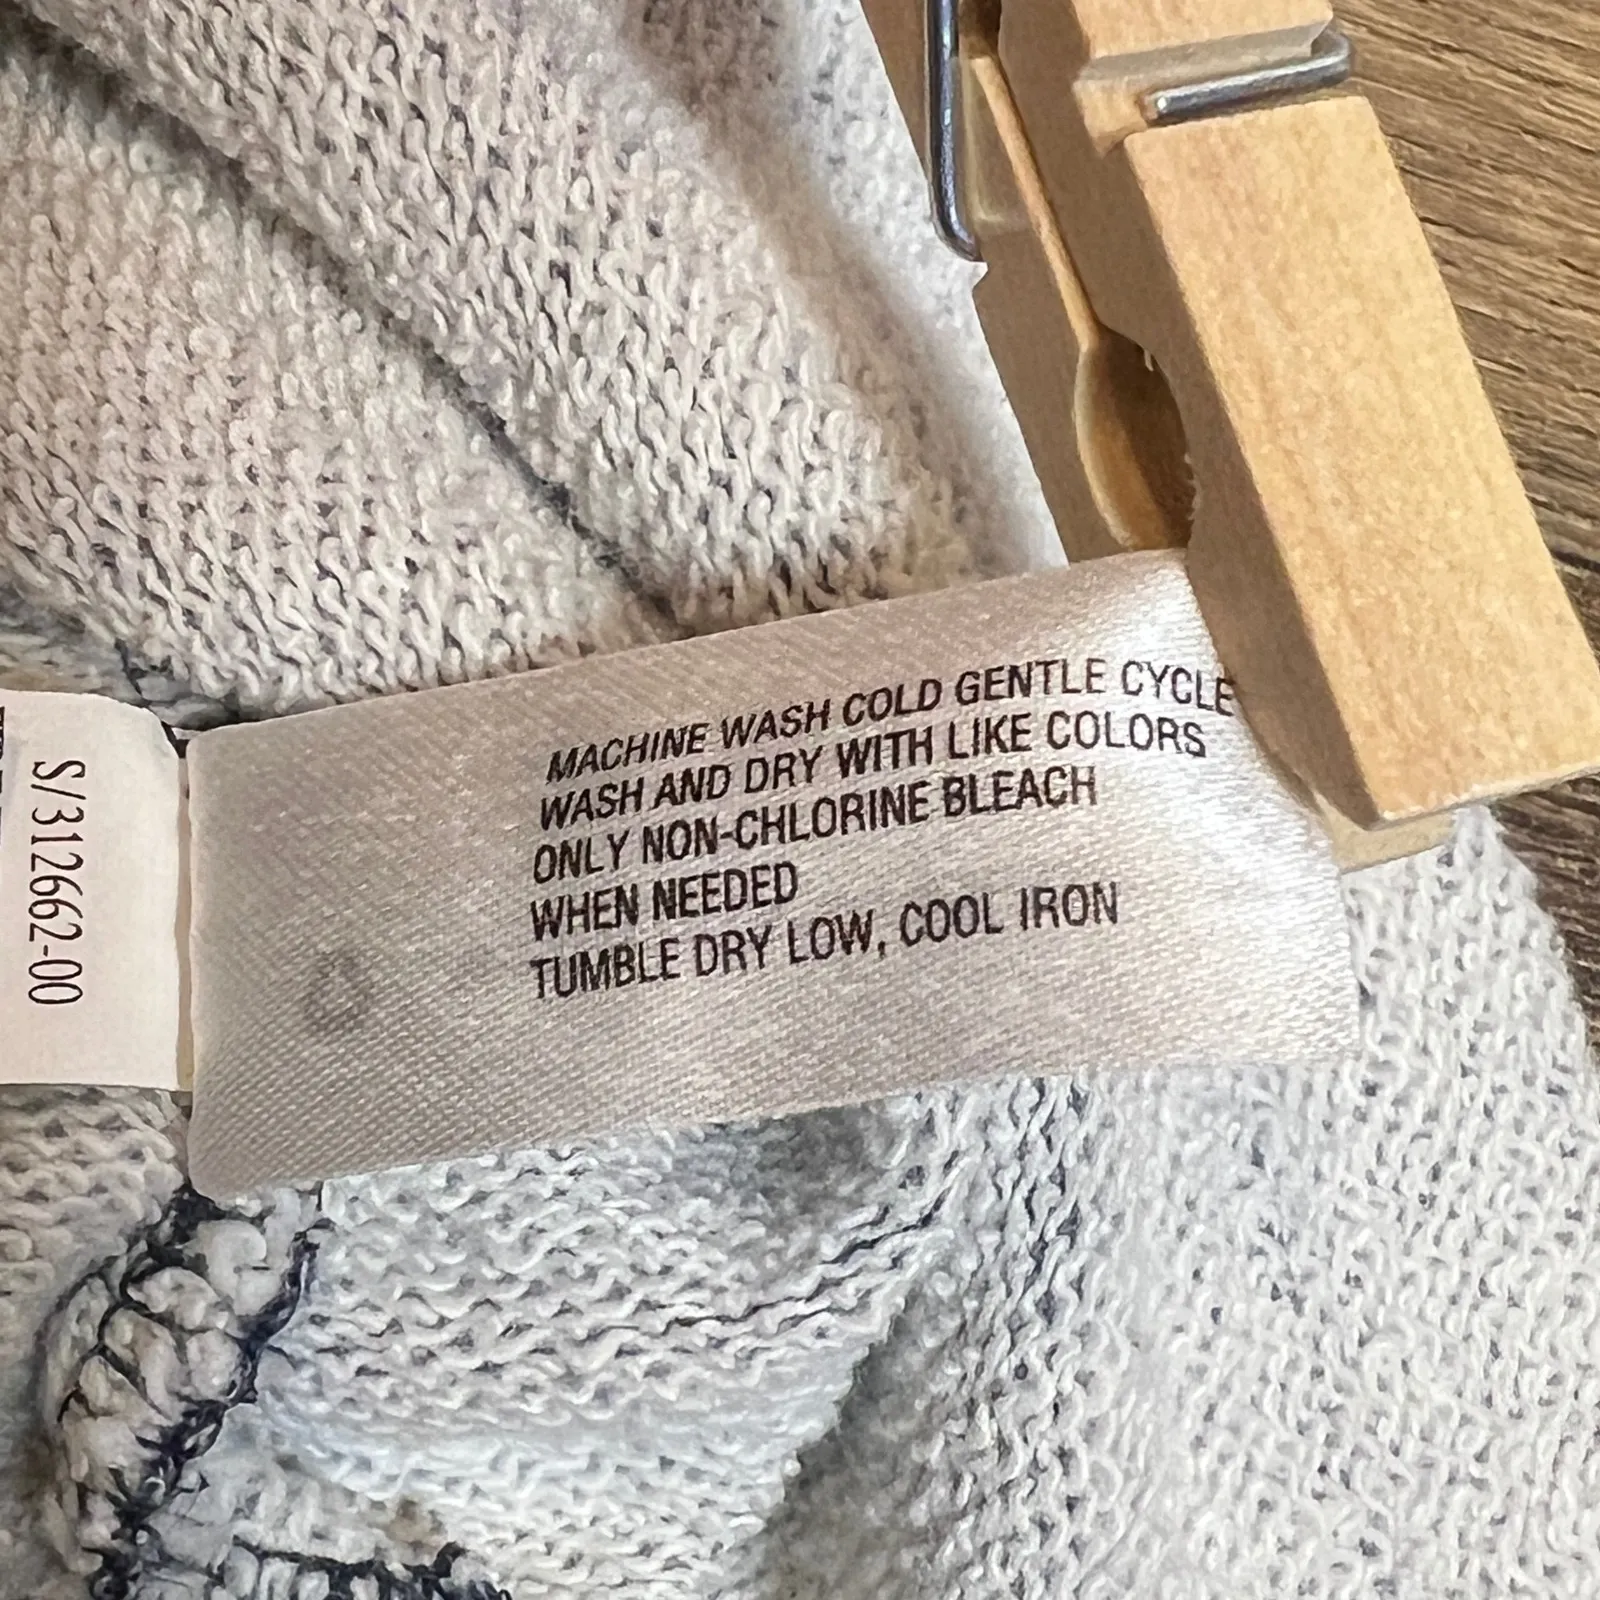 S/312662-00
MACHINE WASH COLD GENTLE CYCLE
WASH AND DRY WITH LIKE COLORS
ONLY NON-CHLORINE BLEACH
WHEN NEEDED
TUMBLE DRY LOW, COOL IRON